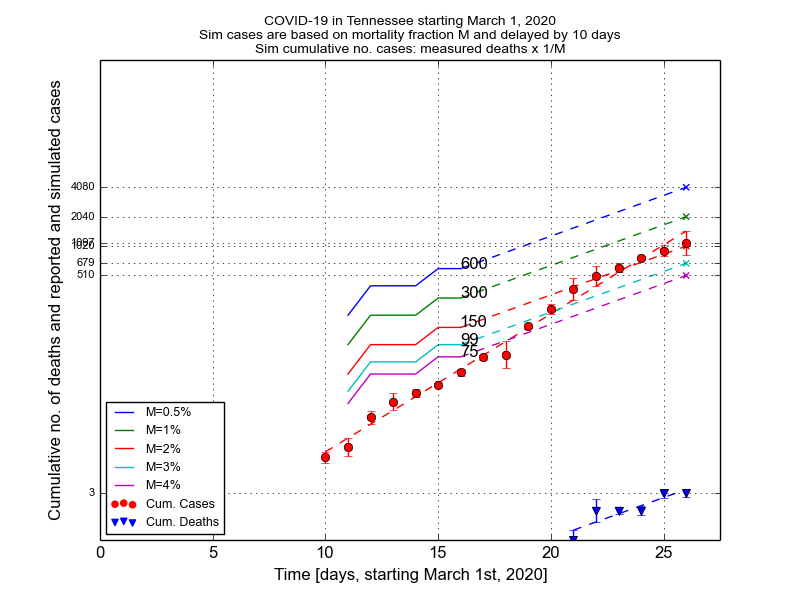 COVID-19 in Tennessee starting March 1, 2020
Sim cases are based on mortality fraction M and delayed by 10 days
Sim cumulative no. cases: measured deaths x 1/M
Cumulative no. of deaths and reported and simulated cases
4080
2040
1097
1020
679
510
3
600
300
150
99
75
M=0.5%
M=1%
M=2%
M=3%
M=4%
Cum. Cases
Cum. Deaths
0 5 10 15 20 25
Time [days, starting March 1st, 2020]